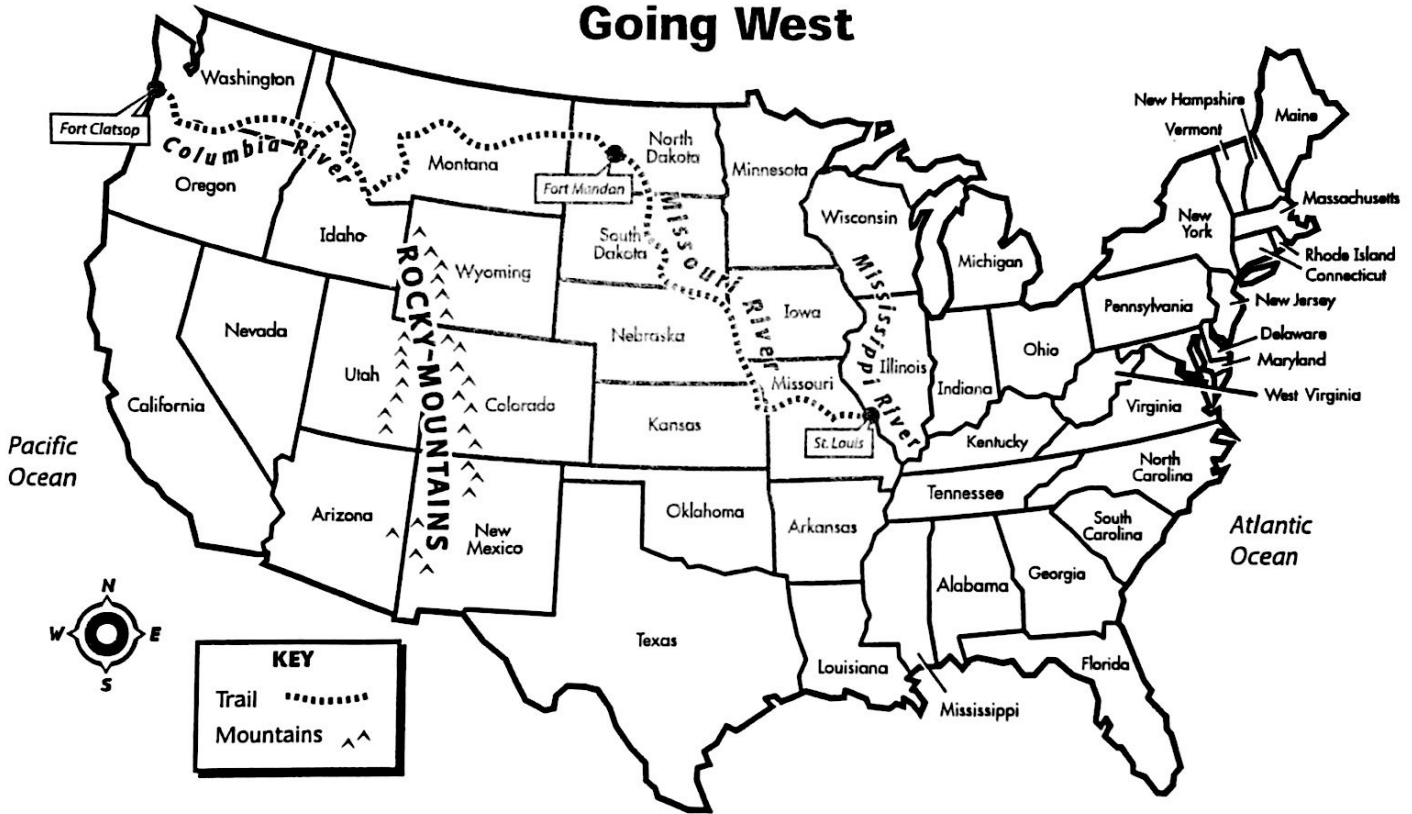 Going West
Washington
Fort Clatsop
Columbia River
Oregon
Idaho
Montana
North
Dakota
Fort Mandan
Minnesota
Missouri River
South
Dakota
Wyoming
ROCKY MOUNTAINS
Nebraska
Iowa
Wisconsin
Mississippi River
Michigan
Illinois
Indiana
Ohio
Pennsylvania
New
York
New Hampshire
Vermont
Maine
Massachusetts
Rhode Island
Connecticut
New Jersey
Delaware
Maryland
West Virginia
Virginia
Kentucky
Missouri
St. Louis
Kansas
Colorado
Utah
Nevada
California
Pacific
Ocean
Arizona
New
Mexico
Oklahoma
Arkansas
Tennessee
North
Carolina
South
Carolina
Atlantic
Ocean
Georgia
Alabama
Mississippi
Louisiana
Texas
Florida
N
W
E
S
KEY
Trail
Mountains